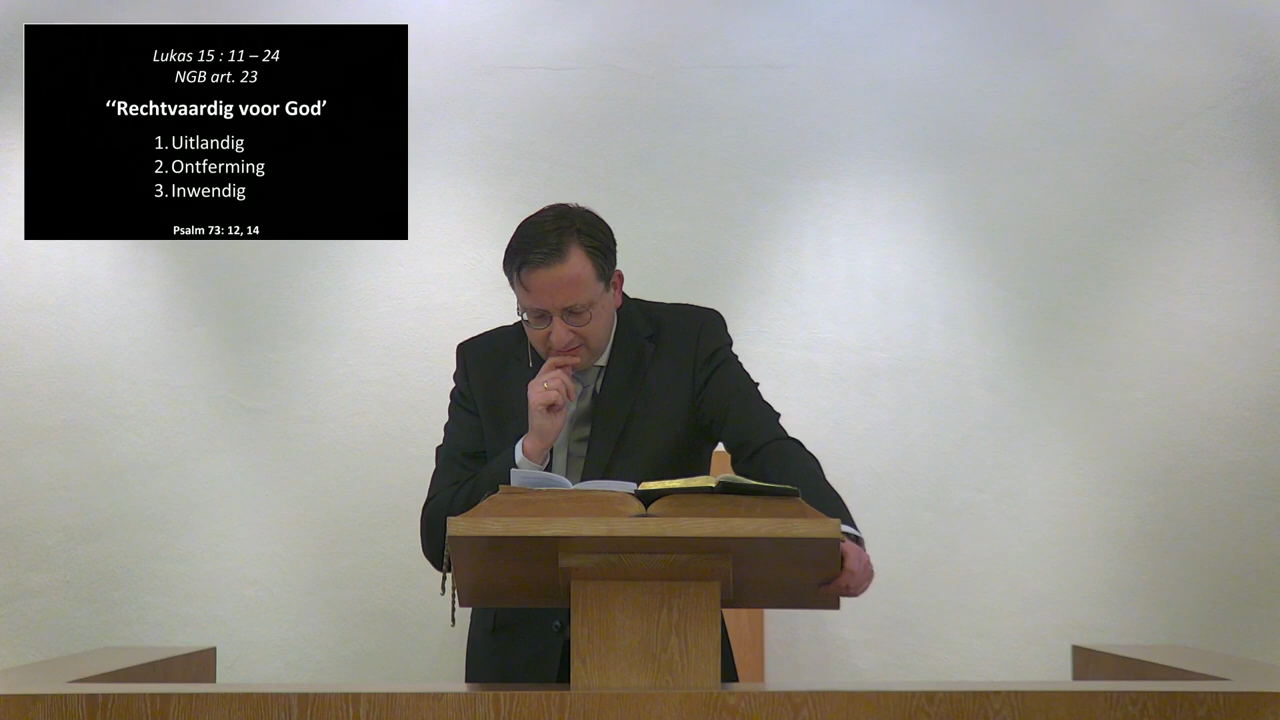 Lukas 15 : 11 – 24
NGB art. 23
‘‘Rechtvaardig voor God’
1. Uitlandig
2. Ontferming
3. Inwendig
Psalm 73: 12, 14